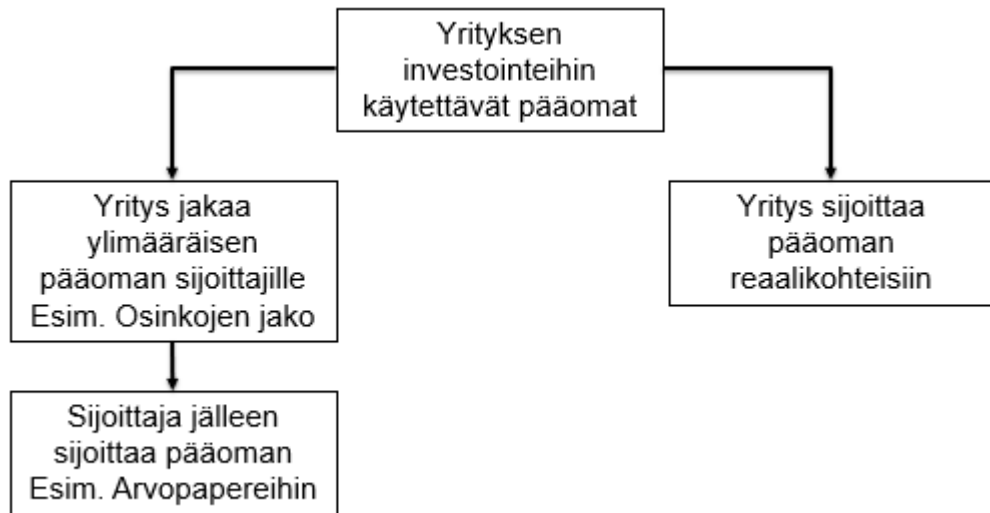 Yrityksen
investointeihin
käytettävät pääomat
Yritys jakaa
ylimääräisen
pääoman sijoittajille
Esim. Osinkojen jako
Yritys sijoittaa
pääoman
reaalikohteisiin
Sijoittaja jälleen
sijoittaa pääoman
Esim. Arvopapereihin